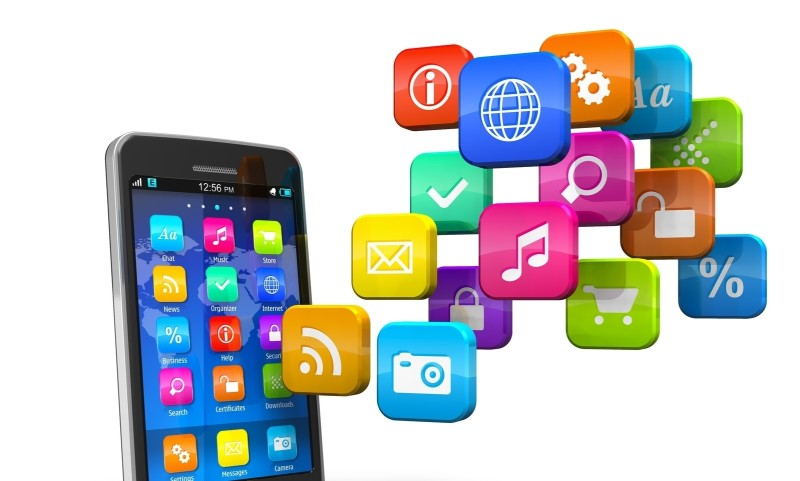 E 12:56 PM
Aa
Chat Music Store
News Organizer Internet
%
i
Business Help Securi
Search Certificates Downloads
Settings Messages Camera
i
Aa
%